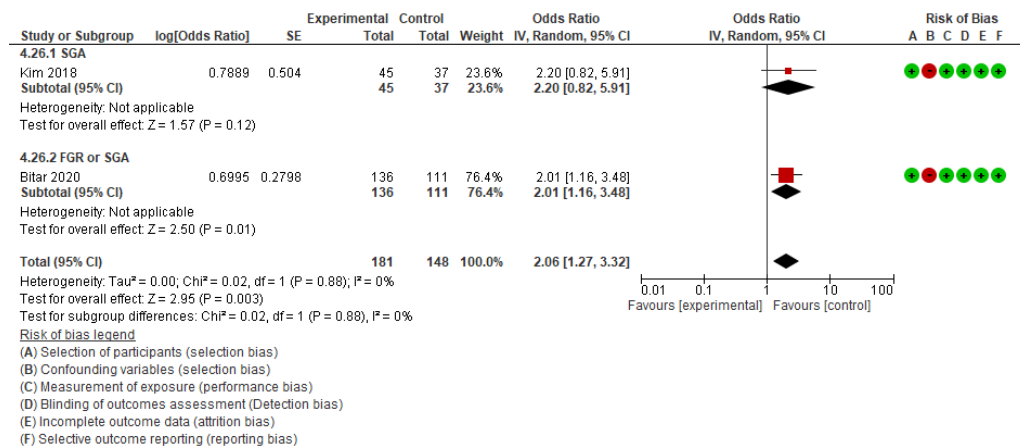 Experimental Control Odds Ratio Odds Ratio Risk of Bias
Study or Subgroup log[Odds Ratio] SE Total Total Weight IV, Random, 95% CI IV, Random, 95% CI A B C D E F
4.26.1 SGA
Kim 2018 0.7889 0.504 45 37 23.6% 2.20 [0.82, 5.91] + - + + + +
Subtotal (95% CI) 45 37 23.6% 2.20 [0.82, 5.91]
Heterogeneity: Not applicable
Test for overall effect: Z = 1.57 (P = 0.12)
4.26.2 FGR or SGA
Bitar 2020 0.6995 0.2798 136 111 76.4% 2.01 [1.16, 3.48] + - + + + +
Subtotal (95% CI) 136 111 76.4% 2.01 [1.16, 3.48]
Heterogeneity: Not applicable
Test for overall effect: Z = 2.50 (P = 0.01)
Total (95% CI) 181 148 100.0% 2.06 [1.27, 3.32]
Heterogeneity: Tau² = 0.00; Chi² = 0.02, df = 1 (P = 0.88); I² = 0%
Test for overall effect: Z = 2.95 (P = 0.003)
Test for subgroup differences: Chi² = 0.02, df = 1 (P = 0.88), I² = 0%
0.01 0.1 1 10 100
Favours [experimental] Favours [control]
Risk of bias legend
(A) Selection of participants (selection bias)
(B) Confounding variables (selection bias)
(C) Measurement of exposure (performance bias)
(D) Blinding of outcomes assessment (Detection bias)
(E) Incomplete outcome data (attrition bias)
(F) Selective outcome reporting (reporting bias)